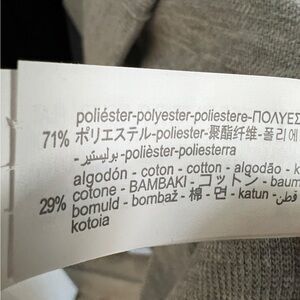 poliéster-polyester-poliestere-ΠΟΛΥΕΣ
71% ポリエステル-poliester-聚酯纤维-폴리에
- بوليستير -polièster-poliesterra
algodón - coton - cotton - algodão - k
29% cotone - ΒΑΜΒΑΚΙ - コットン - baum
bomuld - bombaž - 棉 - 면 - katun - قطن
kotoia